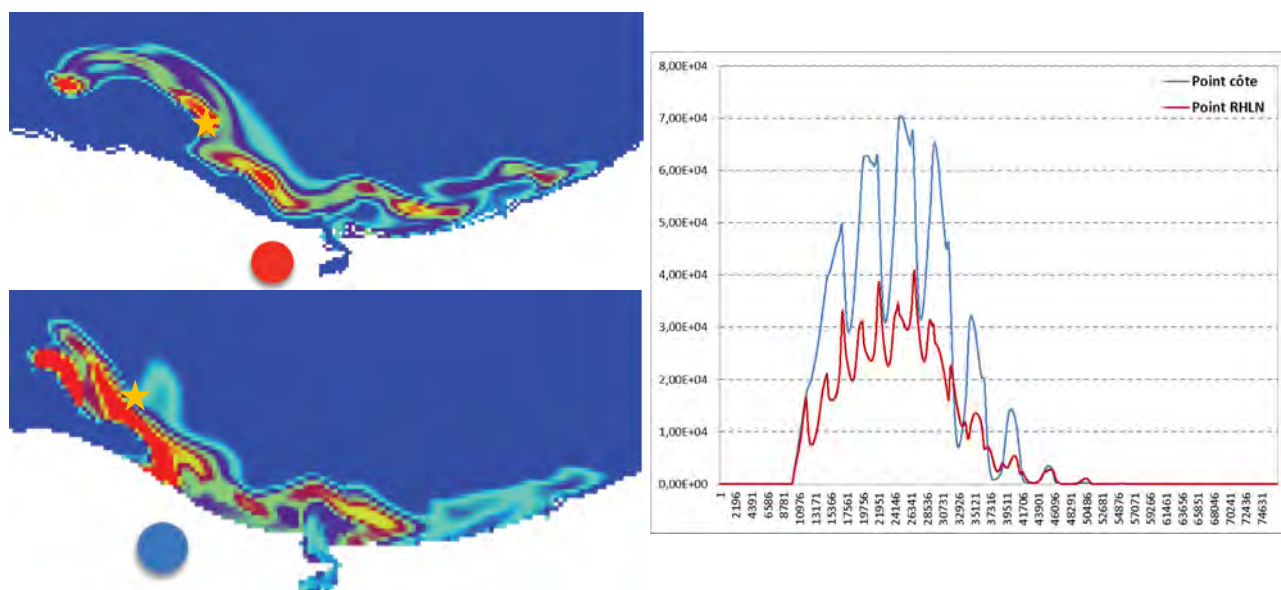 Point côte
Point RHLN
8,00E+04
7,00E+04
6,00E+04
5,00E+04
4,00E+04
3,00E+04
2,00E+04
1,00E+04
0,00E+00
1 2196 4391 6586 8781 10976 13171 15366 17561 19756 21951 24146 26341 28536 30731 32926 35121 37316 39511 41706 43901 46096 48291 50486 52681 54876 57071 59266 61461 63656 65851 68046 70241 72436 74631